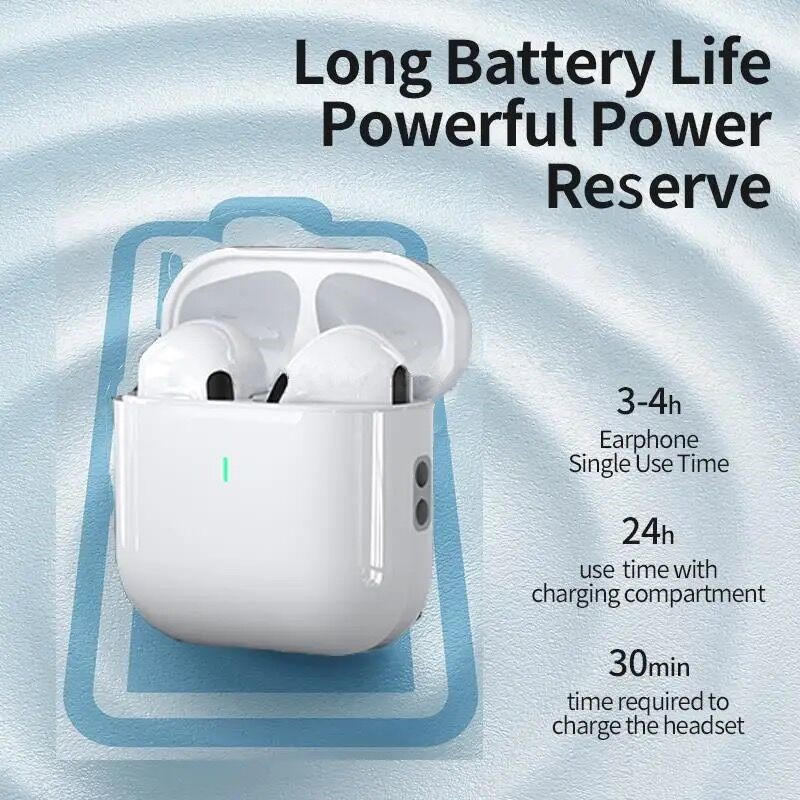 Long Battery Life
Powerful Power
Reserve
3-4h
Earphone
Single Use Time
24h
use time with
charging compartment
30min
time required to
charge the headset